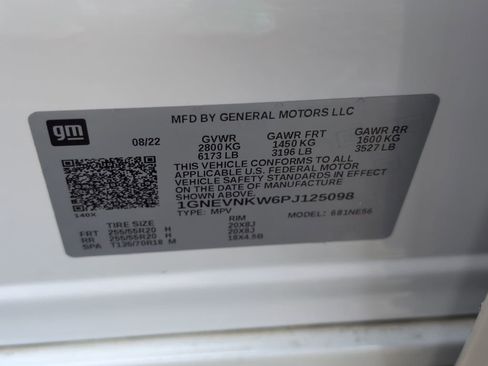 gm
MFD BY GENERAL MOTORS LLC
08/22 GVWR GAWR FRT GAWR RR
2800 KG 1450 KG 1600 KG
6173 LB 3196 LB 3527 LB
THIS VEHICLE CONFORMS TO ALL
APPLICABLE U.S. FEDERAL MOTOR
VEHICLE SAFETY STANDARDS IN EFFECT
ON THE DATE OF MANUFACTURE
SHOWN ABOVE.
1GNEVNKW6PJ125098
140X TYPE: MPV MODEL: 681NE56
TIRE SIZE RIM
FRT 255/55R20 H 20X8J
RR 255/55R20 H 20X8J
SPA T135/70R18 M 18X4.5B